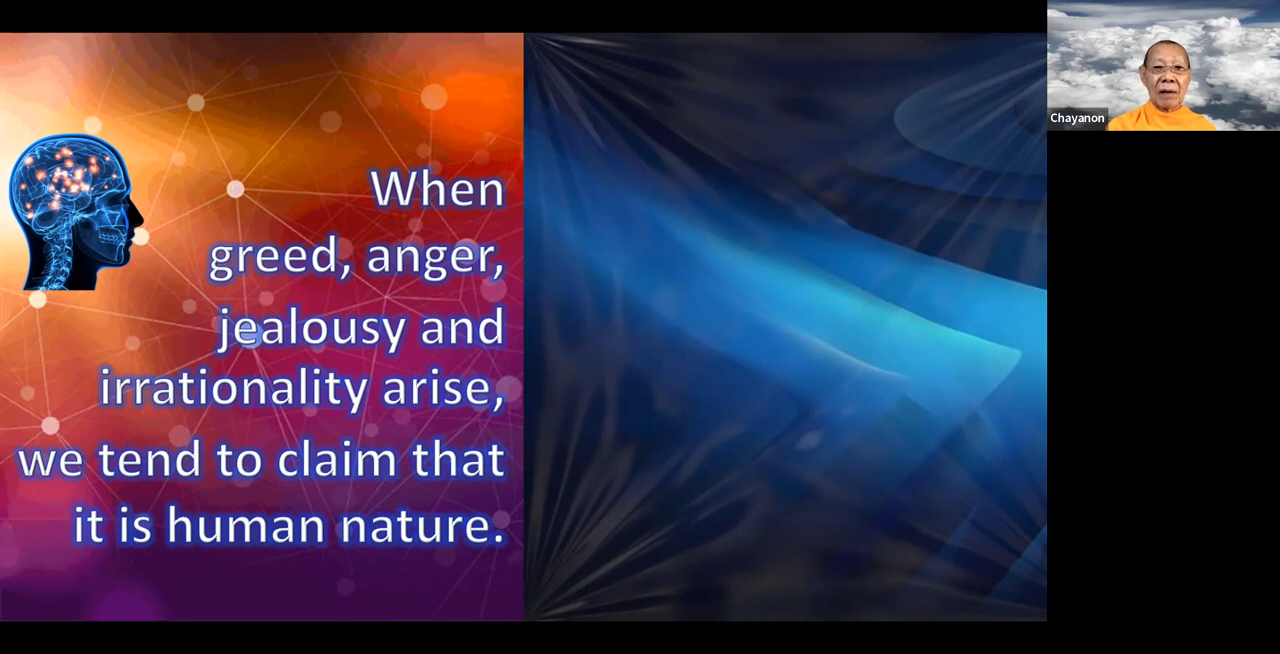 When
greed, anger,
jealousy and
irrationality arise,
we tend to claim that
it is human nature.
Chayanon